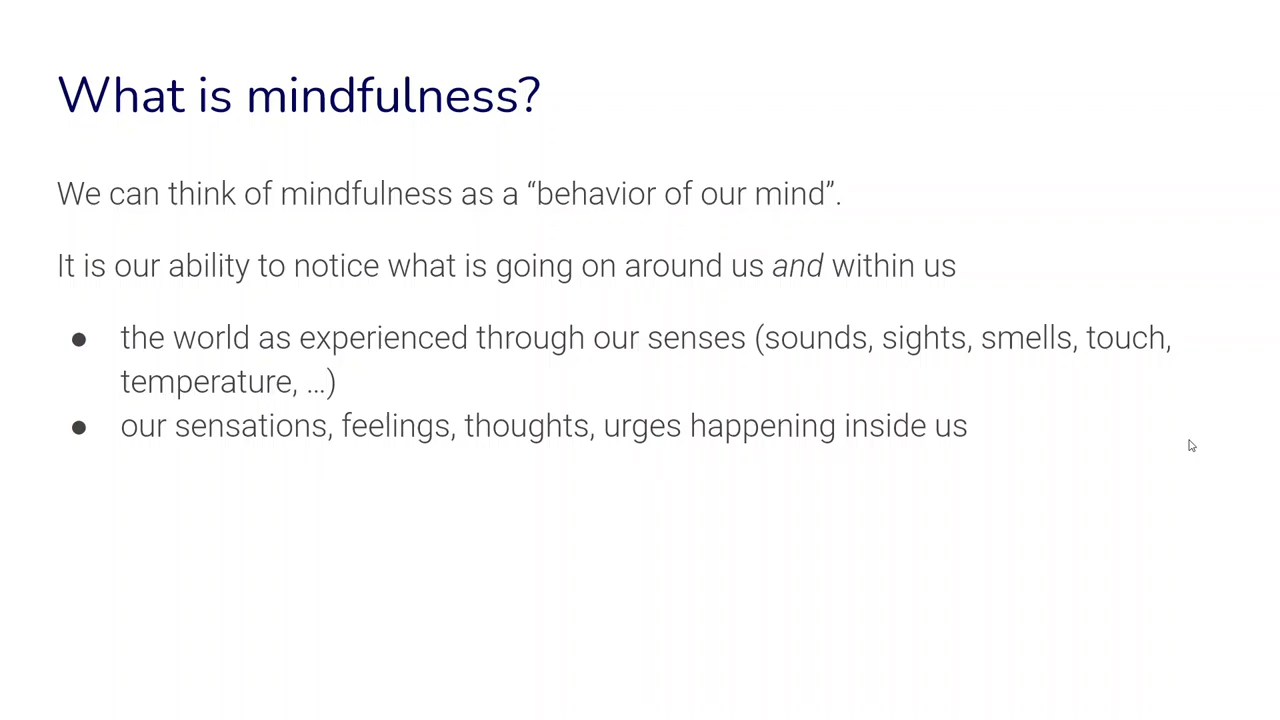 What is mindfulness?
We can think of mindfulness as a “behavior of our mind”.
It is our ability to notice what is going on around us and within us
● the world as experienced through our senses (sounds, sights, smells, touch,
temperature, ...)
● our sensations, feelings, thoughts, urges happening inside us